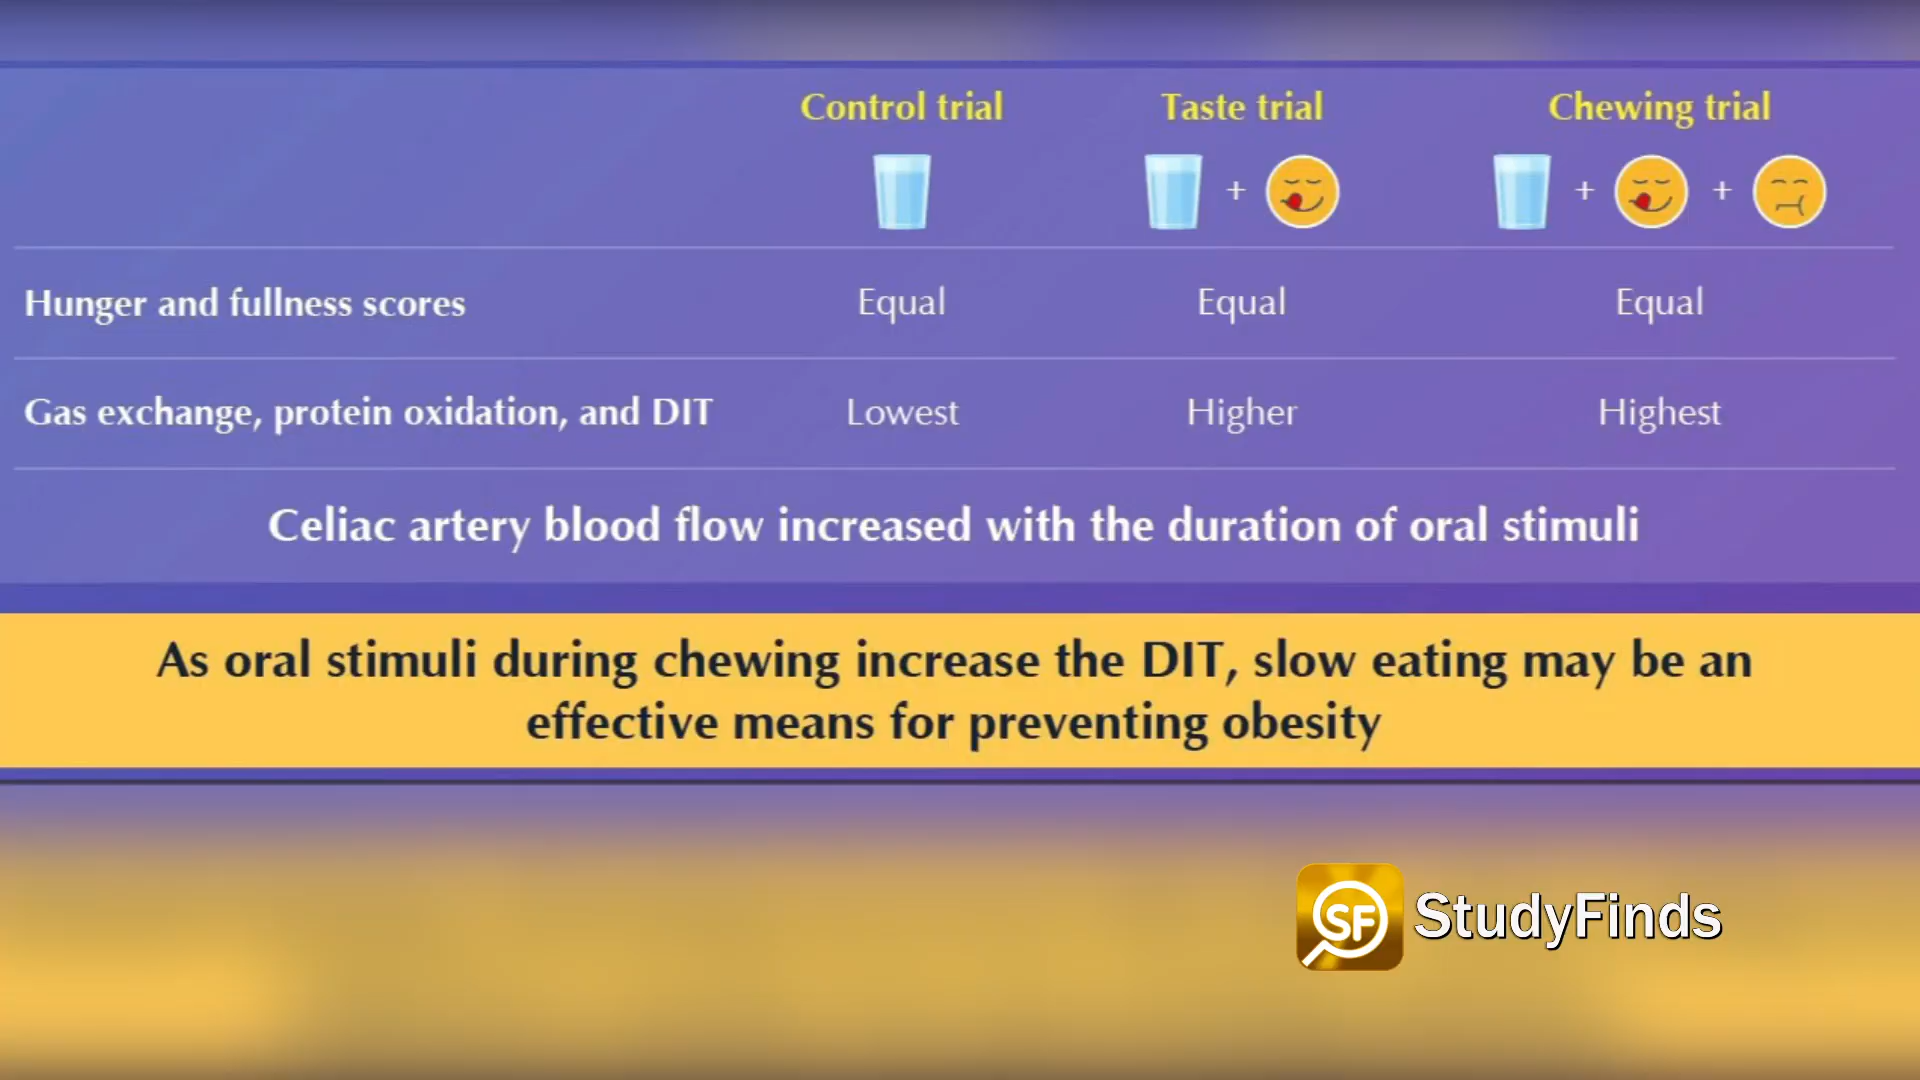 Control trial Taste trial Chewing trial
+ + +
Hunger and fullness scores Equal Equal Equal
Gas exchange, protein oxidation, and DIT Lowest Higher Highest
Celiac artery blood flow increased with the duration of oral stimuli
As oral stimuli during chewing increase the DIT, slow eating may be an
effective means for preventing obesity
SF StudyFinds